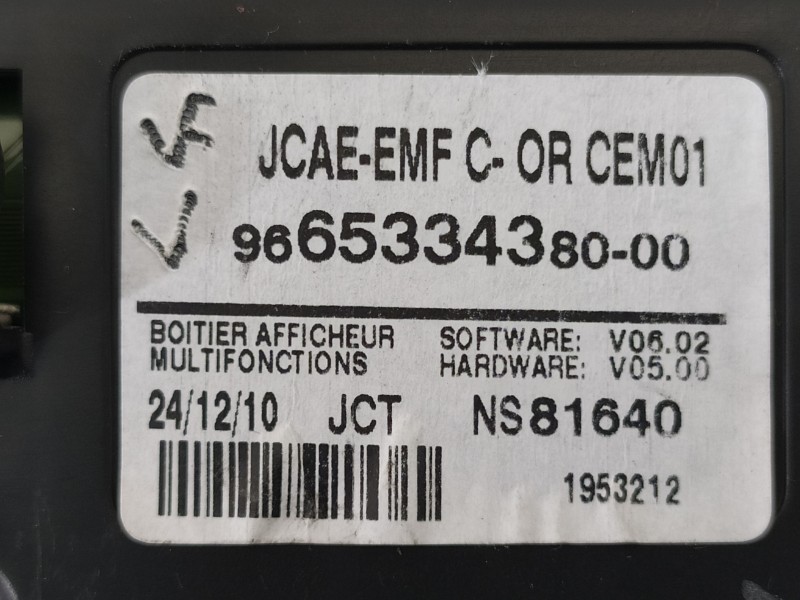 JCAE-EMF C- OR CEM01
9665334380-00
BOITIER AFFICHEUR
MULTIFONCTIONS
SOFTWARE: V06.02
HARDWARE: V05.00
24/12/10 JCT NS81640
1953212